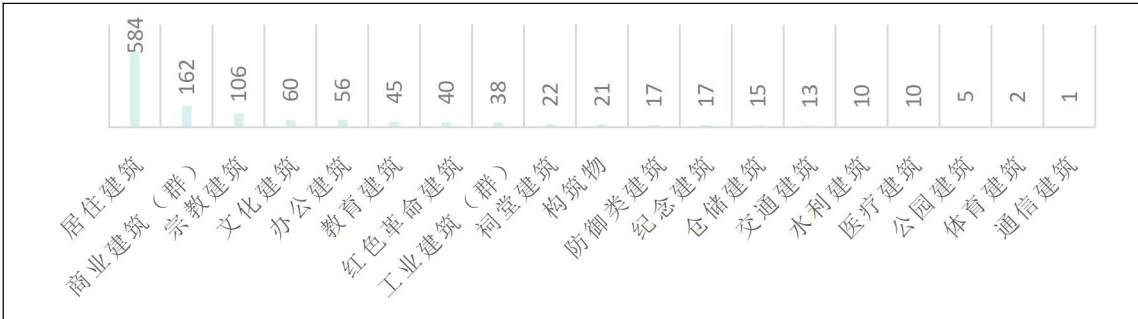 584
162
106
60
56
45
40
38
22
21
17
17
15
13
10
10
5
2
1
居住建筑
商业建筑（群）
宗教建筑
文化建筑
办公建筑
教育建筑
红色革命建筑
工业建筑（群）
祠堂建筑
构筑物
防御类建筑
纪念建筑
仓储建筑
交通建筑
水利建筑
医疗建筑
公园建筑
体育建筑
通信建筑